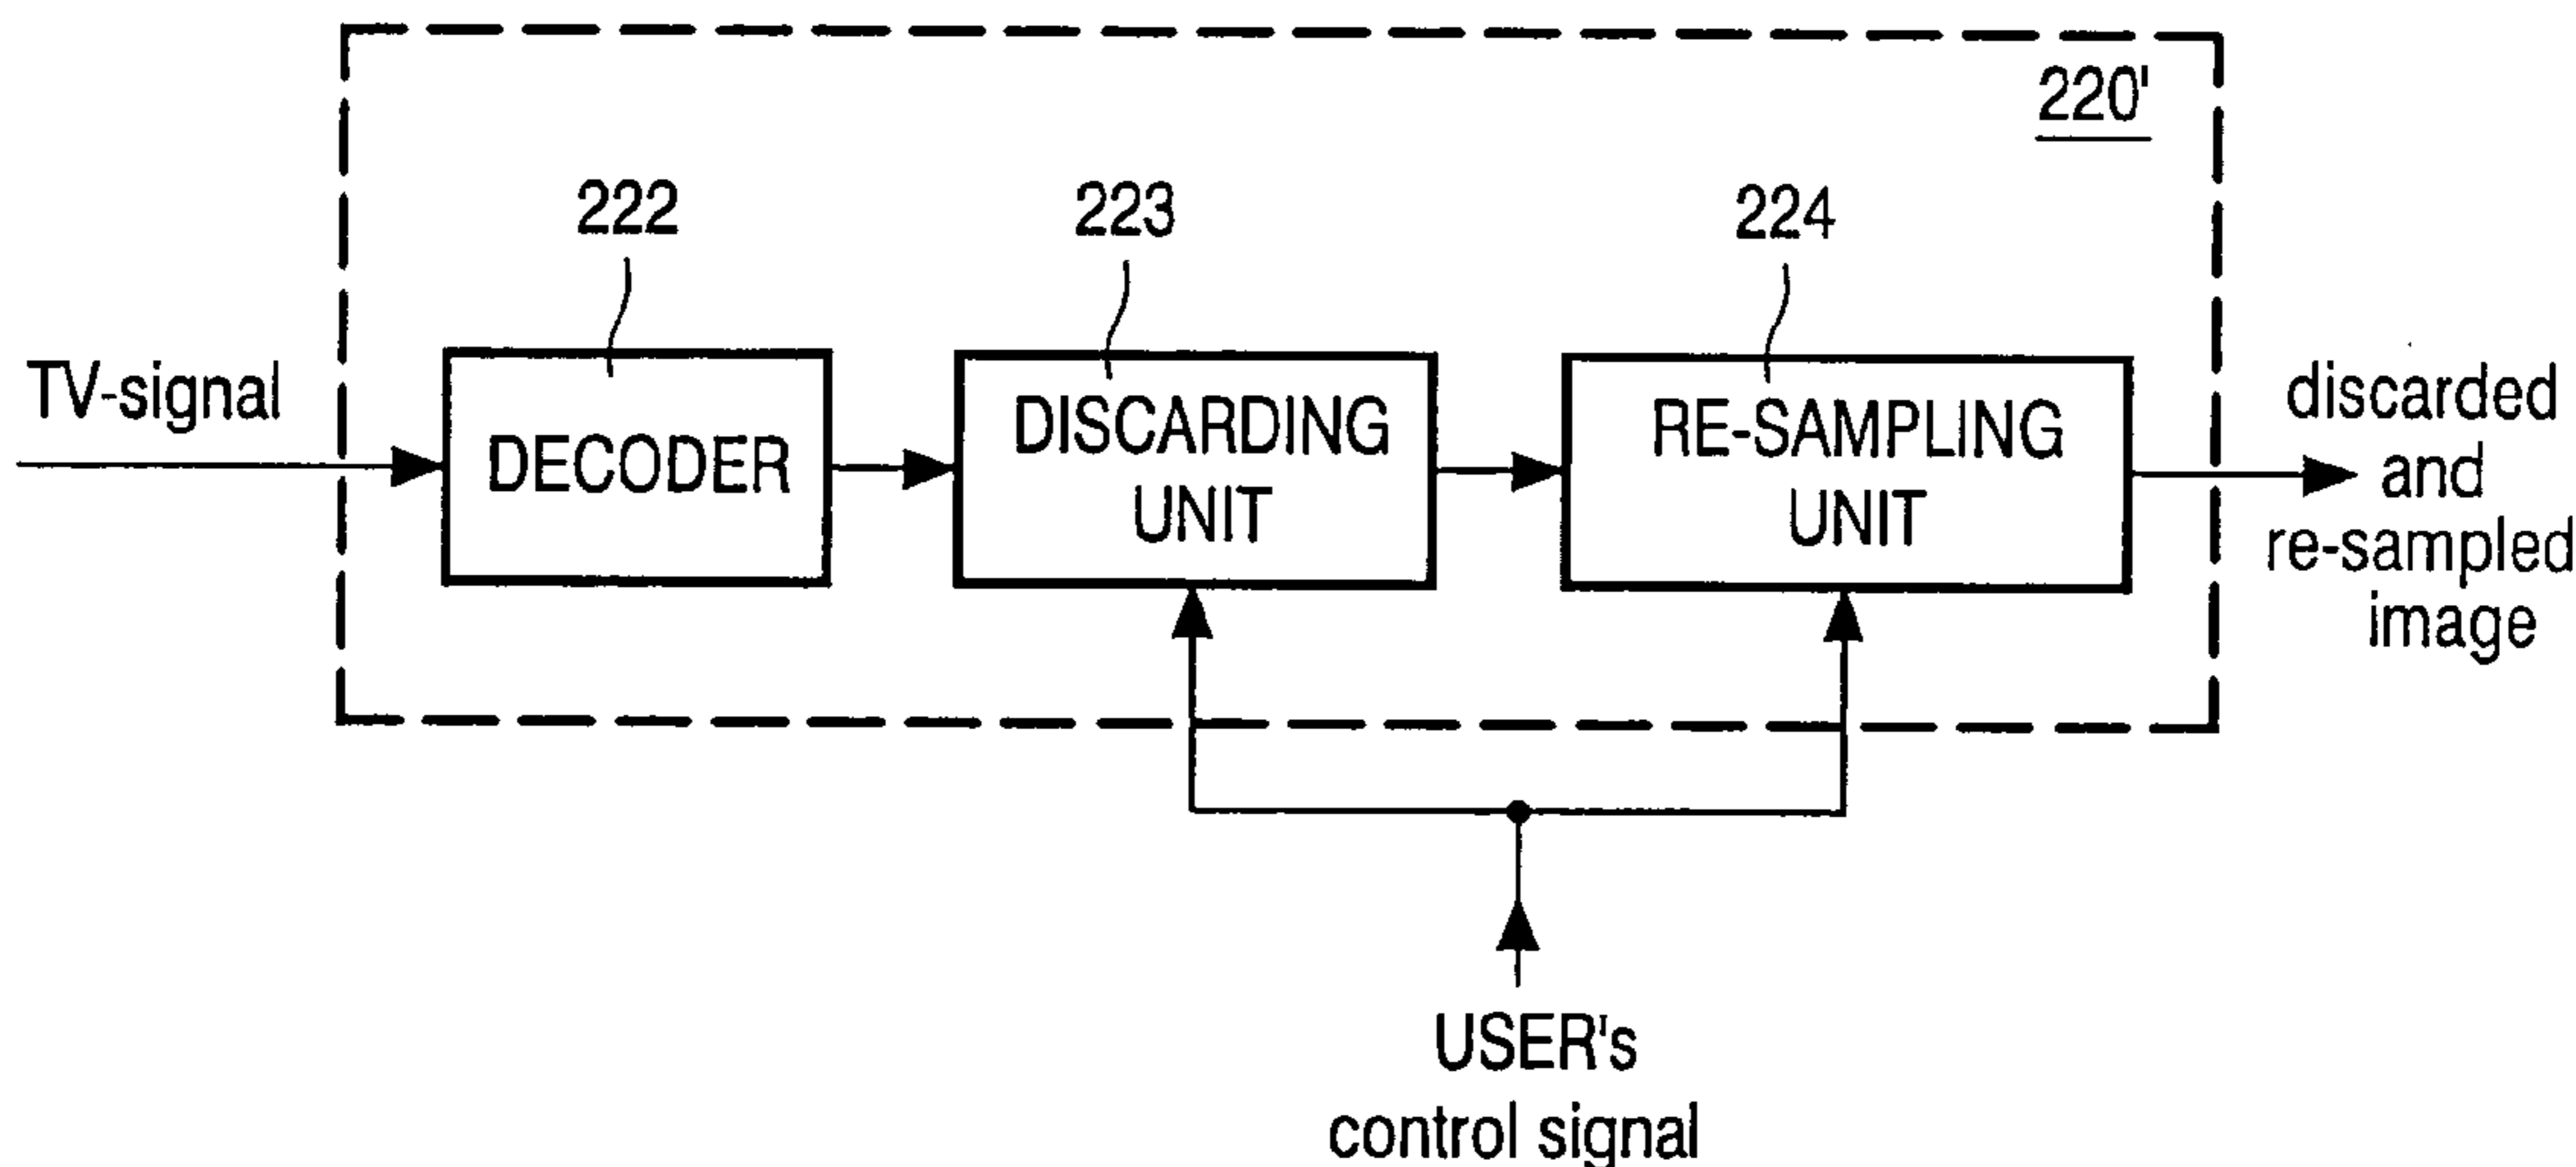 220'
222
223
224
TV-signal
DECODER
DISCARDING
UNIT
RE-SAMPLING
UNIT
discarded
and
re-sampled
image
USER's
control signal